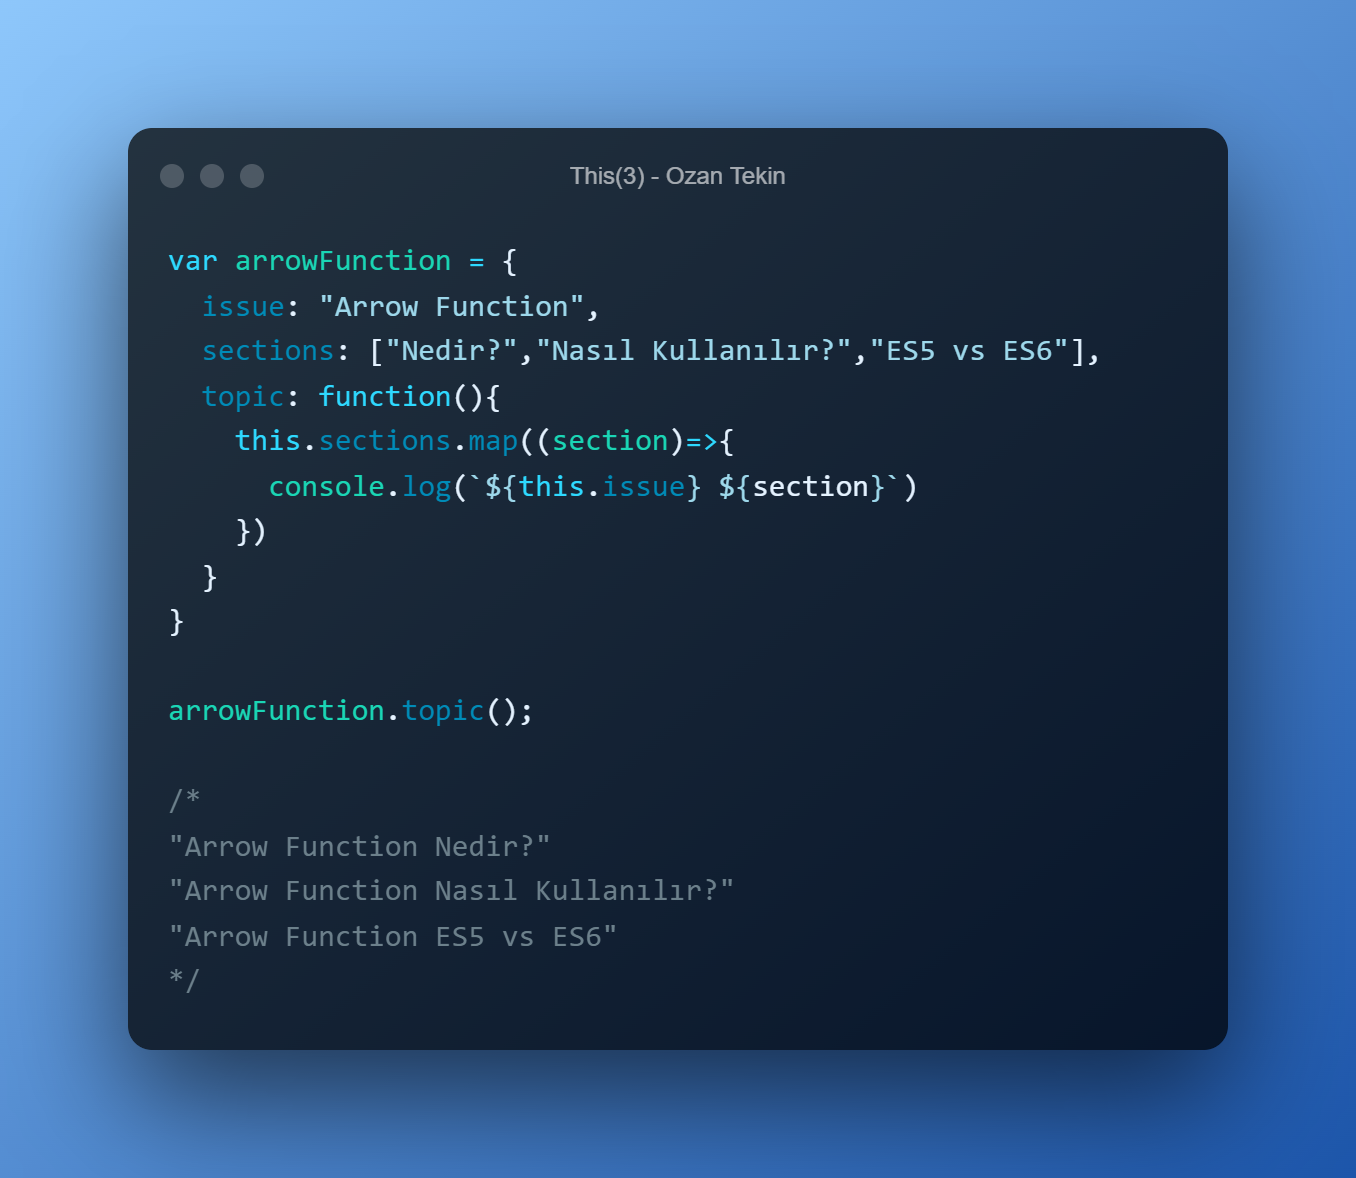 This(3) - Ozan Tekin
var arrowFunction = {
  issue: "Arrow Function",
  sections: ["Nedir?","Nasıl Kullanılır?","ES5 vs ES6"],
  topic: function(){
    this.sections.map((section)=>{
      console.log(`${this.issue} ${section}`)
    })
  }
}
arrowFunction.topic();
/*
"Arrow Function Nedir?"
"Arrow Function Nasıl Kullanılır?"
"Arrow Function ES5 vs ES6"
*/